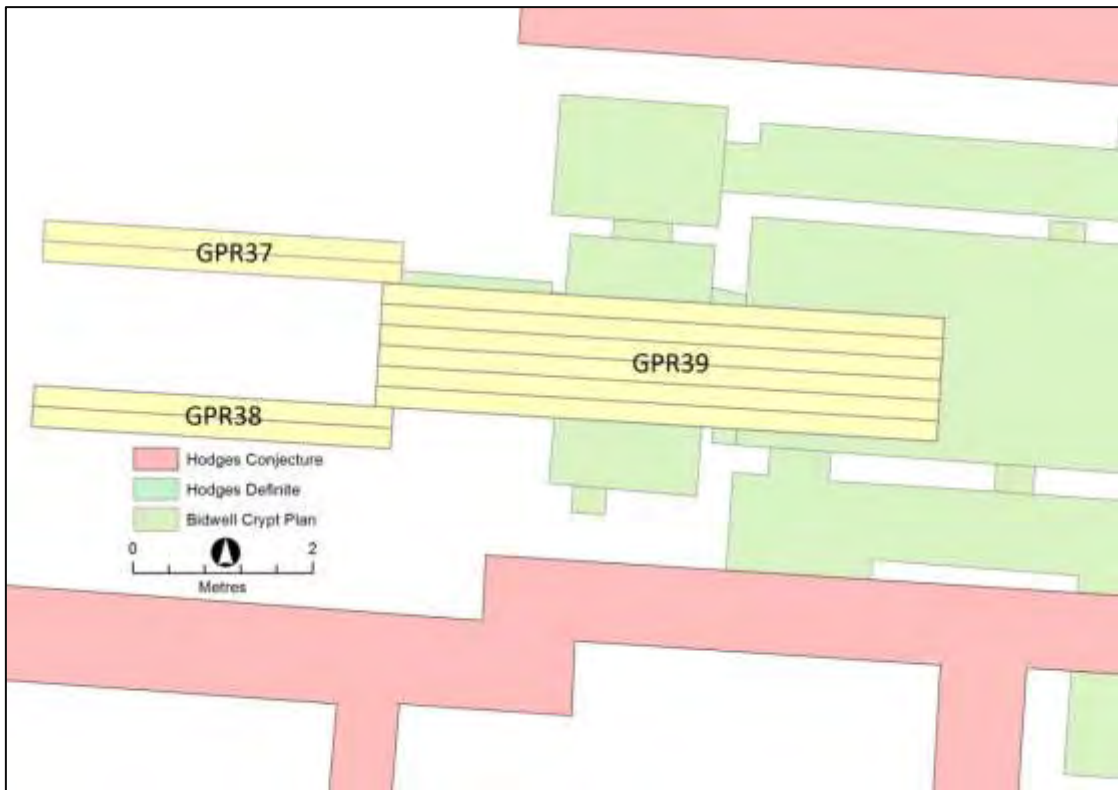 GPR37
GPR39
GPR38
Hodges Conjecture
Hodges Definite
Bidwell Crypt Plan
0 2
Metres